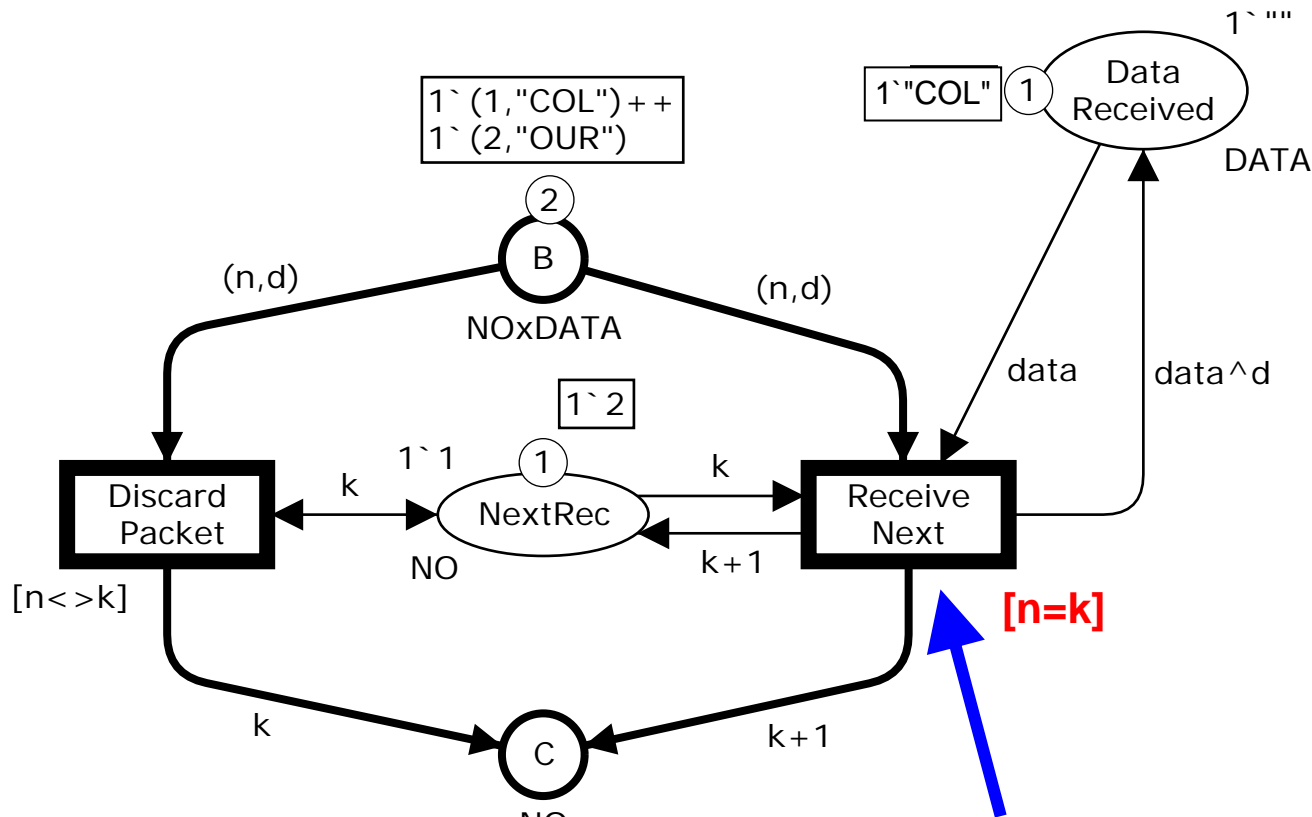 1`""
1`(1,"COL")++
1`(2,"OUR")
1`"COL"
1
Data
Received
DATA
2
B
(n,d)
(n,d)
NOxDATA
data
data^d
1`2
1`1
1
Discard
Packet
k
NextRec
k
k+1
Receive
Next
NO
[n<>k]
[n=k]
k
k+1
C
NO